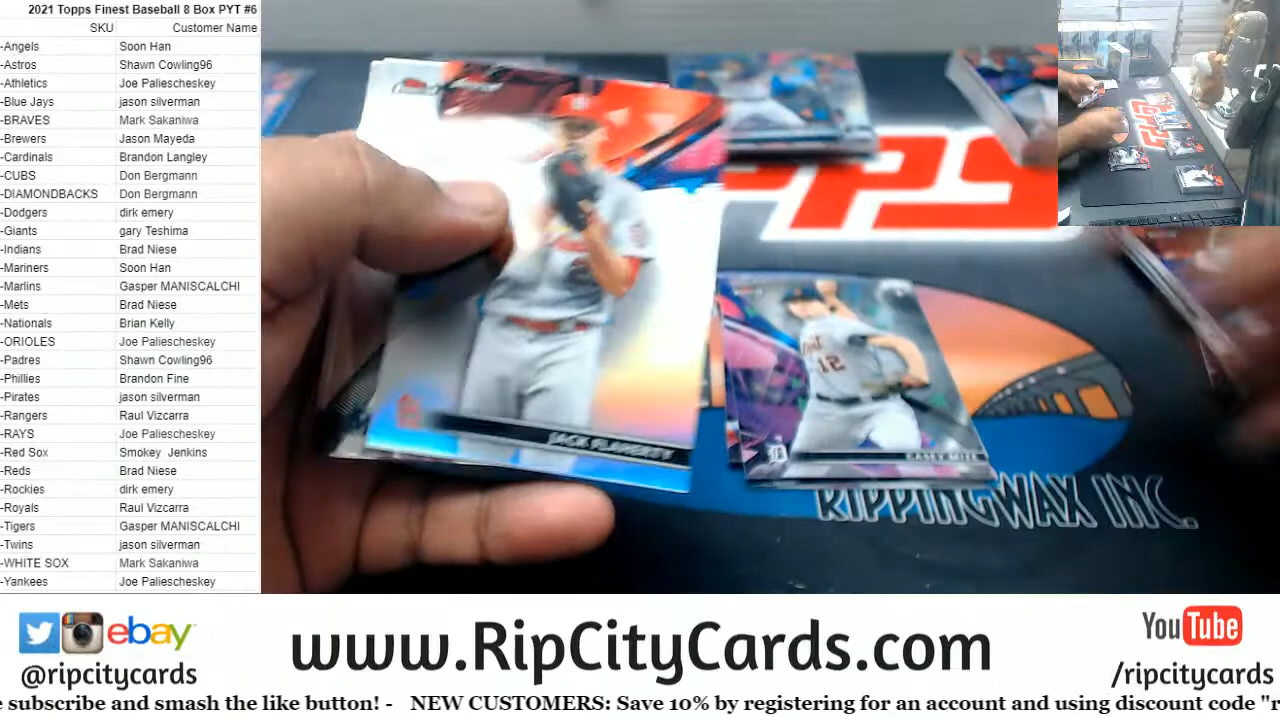 2021 Topps Finest Baseball 8 Box PYT #6
SKU Customer Name
-Angels Soon Han
-Astros Shawn Cowling96
-Athletics Joe Paliescheskey
-Blue Jays jason silverman
-BRAVES Mark Sakaniwa
-Brewers Jason Mayeda
-Cardinals Brandon Langley
-CUBS Don Bergmann
-DIAMONDBACKS Don Bergmann
-Dodgers dirk emery
-Giants gary Teshima
-Indians Brad Niese
-Mariners Soon Han
-Marlins Gasper MANISCALCHI
-Mets Brad Niese
-Nationals Brian Kelly
-ORIOLES Joe Paliescheskey
-Padres Shawn Cowling96
-Phillies Brandon Fine
-Pirates jason silverman
-Rangers Raul Vizcarra
-RAYS Joe Paliescheskey
-Red Sox Smokey Jenkins
-Reds Brad Niese
-Rockies dirk emery
-Royals Raul Vizcarra
-Tigers Gasper MANISCALCHI
-Twins jason silverman
-WHITE SOX Mark Sakaniwa
-Yankees Joe Paliescheskey
JACK FLAHERTY
12
CASEY MIZE
RIPPINGWAX INC.
ebay
@ripcitycards
www.RipCityCards.com
YouTube
/ripcitycards
e subscribe and smash the like button! - NEW CUSTOMERS: Save 10% by registering for an account and using discount code "r